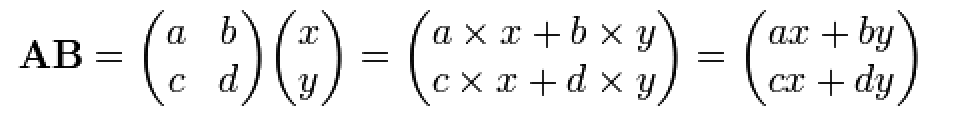 AB = (a b; c d)(x; y) = (a × x + b × y; c × x + d × y) = (ax + by; cx + dy)